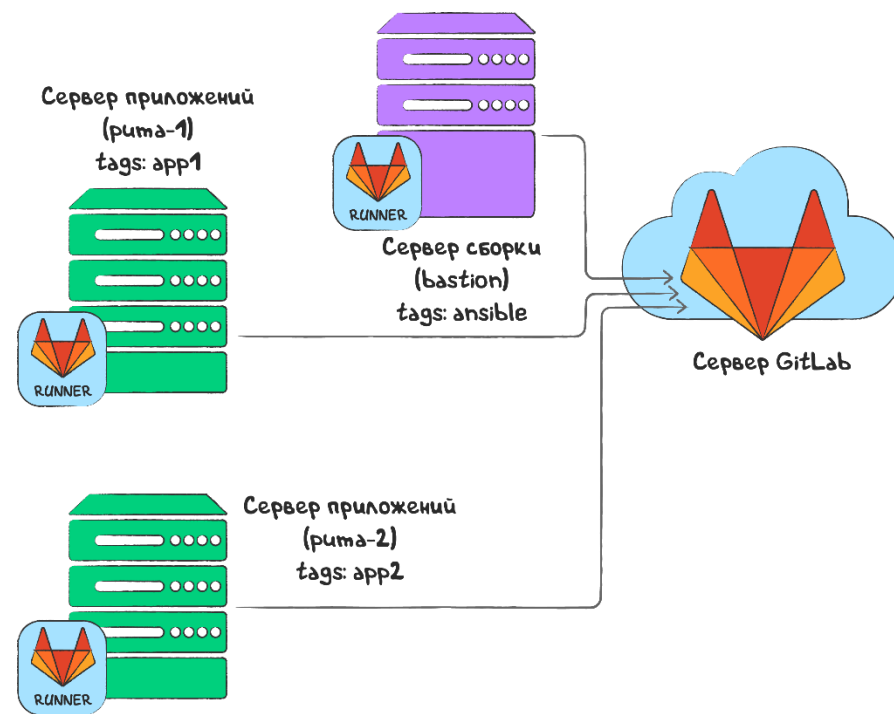 Сервер приложений
(puma-1)
tags: app1
RUNNER
RUNNER
Сервер сборки
(bastion)
tags: ansible
Сервер GitLab
Сервер приложений
(puma-2)
tags: app2
RUNNER